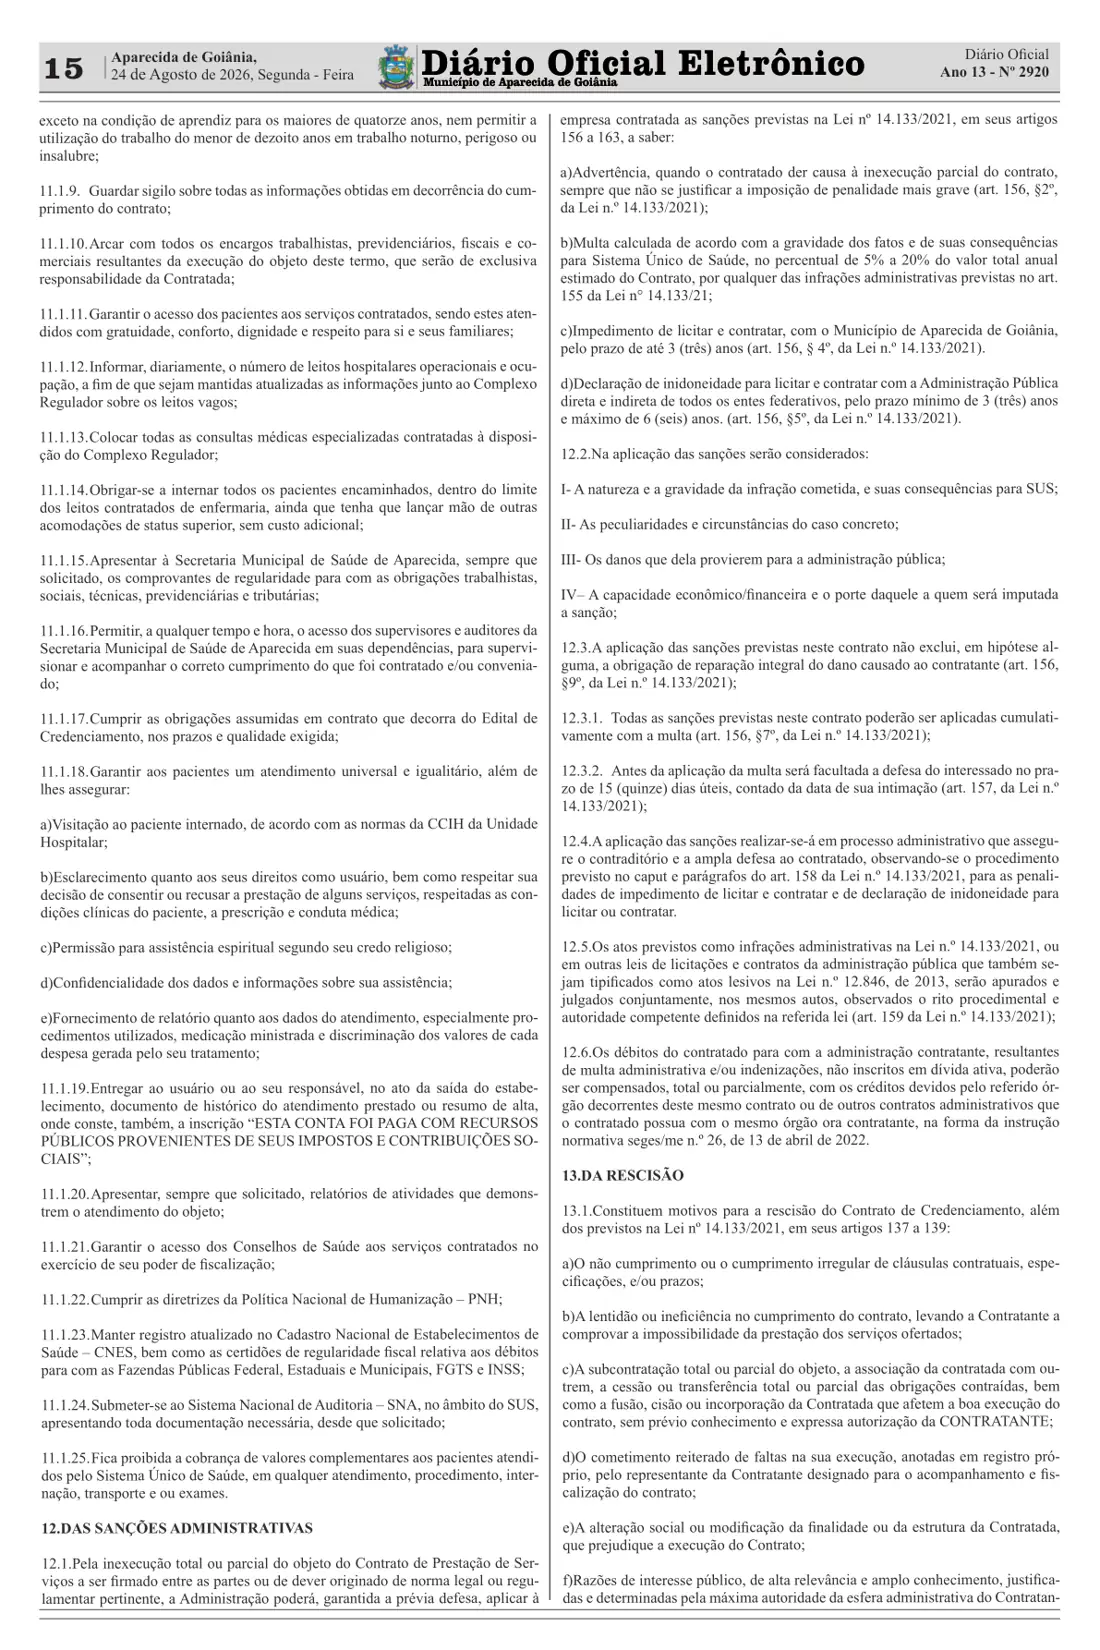 15
Aparecida de Goiânia,
24 de Agosto de 2026, Segunda - Feira
Diário Oficial Eletrônico
Município de Aparecida de Goiânia
Diário Oficial
Ano 13 - Nº 2920
exceto na condição de aprendiz para os maiores de quatorze anos, nem permitir a
utilização do trabalho do menor de dezoito anos em trabalho noturno, perigoso ou
insalubre;
11.1.9. Guardar sigilo sobre todas as informações obtidas em decorrência do cum-
primento do contrato;
11.1.10.Arcar com todos os encargos trabalhistas, previdenciários, fiscais e co-
merciais resultantes da execução do objeto deste termo, que serão de exclusiva
responsabilidade da Contratada;
11.1.11.Garantir o acesso dos pacientes aos serviços contratados, sendo estes aten-
didos com gratuidade, conforto, dignidade e respeito para si e seus familiares;
11.1.12.Informar, diariamente, o número de leitos hospitalares operacionais e ocu-
pação, a fim de que sejam mantidas atualizadas as informações junto ao Complexo
Regulador sobre os leitos vagos;
11.1.13.Colocar todas as consultas médicas especializadas contratadas à disposi-
ção do Complexo Regulador;
11.1.14.Obrigar-se a internar todos os pacientes encaminhados, dentro do limite
dos leitos contratados de enfermaria, ainda que tenha que lançar mão de outras
acomodações de status superior, sem custo adicional;
11.1.15.Apresentar à Secretaria Municipal de Saúde de Aparecida, sempre que
solicitado, os comprovantes de regularidade para com as obrigações trabalhistas,
sociais, técnicas, previdenciárias e tributárias;
11.1.16.Permitir, a qualquer tempo e hora, o acesso dos supervisores e auditores da
Secretaria Municipal de Saúde de Aparecida em suas dependências, para supervi-
sionar e acompanhar o correto cumprimento do que foi contratado e/ou convenia-
do;
11.1.17.Cumprir as obrigações assumidas em contrato que decorra do Edital de
Credenciamento, nos prazos e qualidade exigida;
11.1.18.Garantir aos pacientes um atendimento universal e igualitário, além de
lhes assegurar:
a)Visitação ao paciente internado, de acordo com as normas da CCIH da Unidade
Hospitalar;
b)Esclarecimento quanto aos seus direitos como usuário, bem como respeitar sua
decisão de consentir ou recusar a prestação de alguns serviços, respeitadas as con-
dições clínicas do paciente, a prescrição e conduta médica;
c)Permissão para assistência espiritual segundo seu credo religioso;
d)Confidencialidade dos dados e informações sobre sua assistência;
e)Fornecimento de relatório quanto aos dados do atendimento, especialmente pro-
cedimentos utilizados, medicação ministrada e discriminação dos valores de cada
despesa gerada pelo seu tratamento;
11.1.19.Entregar ao usuário ou ao seu responsável, no ato da saída do estabe-
lecimento, documento de histórico do atendimento prestado ou resumo de alta,
onde conste, também, a inscrição “ESTA CONTA FOI PAGA COM RECURSOS
PÚBLICOS PROVENIENTES DE SEUS IMPOSTOS E CONTRIBUIÇÕES SO-
CIAIS”;
11.1.20.Apresentar, sempre que solicitado, relatórios de atividades que demons-
trem o atendimento do objeto;
11.1.21.Garantir o acesso dos Conselhos de Saúde aos serviços contratados no
exercício de seu poder de fiscalização;
11.1.22.Cumprir as diretrizes da Política Nacional de Humanização – PNH;
11.1.23.Manter registro atualizado no Cadastro Nacional de Estabelecimentos de
Saúde – CNES, bem como as certidões de regularidade fiscal relativa aos débitos
para com as Fazendas Públicas Federal, Estaduais e Municipais, FGTS e INSS;
11.1.24.Submeter-se ao Sistema Nacional de Auditoria – SNA, no âmbito do SUS,
apresentando toda documentação necessária, desde que solicitado;
11.1.25.Fica proibida a cobrança de valores complementares aos pacientes atendi-
dos pelo Sistema Único de Saúde, em qualquer atendimento, procedimento, inter-
nação, transporte e ou exames.
12.DAS SANÇÕES ADMINISTRATIVAS
12.1.Pela inexecução total ou parcial do objeto do Contrato de Prestação de Ser-
viços a ser firmado entre as partes ou de dever originado de norma legal ou regu-
lamentar pertinente, a Administração poderá, garantida a prévia defesa, aplicar à
empresa contratada as sanções previstas na Lei nº 14.133/2021, em seus artigos
156 a 163, a saber:
a)Advertência, quando o contratado der causa à inexecução parcial do contrato,
sempre que não se justificar a imposição de penalidade mais grave (art. 156, §2º,
da Lei n.º 14.133/2021);
b)Multa calculada de acordo com a gravidade dos fatos e de suas consequências
para Sistema Único de Saúde, no percentual de 5% a 20% do valor total anual
estimado do Contrato, por qualquer das infrações administrativas previstas no art.
155 da Lei n° 14.133/21;
c)Impedimento de licitar e contratar, com o Município de Aparecida de Goiânia,
pelo prazo de até 3 (três) anos (art. 156, § 4º, da Lei n.º 14.133/2021).
d)Declaração de inidoneidade para licitar e contratar com a Administração Pública
direta e indireta de todos os entes federativos, pelo prazo mínimo de 3 (três) anos
e máximo de 6 (seis) anos. (art. 156, §5º, da Lei n.º 14.133/2021).
12.2.Na aplicação das sanções serão considerados:
I- A natureza e a gravidade da infração cometida, e suas consequências para SUS;
II- As peculiaridades e circunstâncias do caso concreto;
III- Os danos que dela provierem para a administração pública;
IV– A capacidade econômico/financeira e o porte daquele a quem será imputada
a sanção;
12.3.A aplicação das sanções previstas neste contrato não exclui, em hipótese al-
guma, a obrigação de reparação integral do dano causado ao contratante (art. 156,
§9º, da Lei n.º 14.133/2021);
12.3.1. Todas as sanções previstas neste contrato poderão ser aplicadas cumulati-
vamente com a multa (art. 156, §7º, da Lei n.º 14.133/2021);
12.3.2. Antes da aplicação da multa será facultada a defesa do interessado no pra-
zo de 15 (quinze) dias úteis, contado da data de sua intimação (art. 157, da Lei n.º
14.133/2021);
12.4.A aplicação das sanções realizar-se-á em processo administrativo que assegu-
re o contraditório e a ampla defesa ao contratado, observando-se o procedimento
previsto no caput e parágrafos do art. 158 da Lei n.º 14.133/2021, para as penali-
dades de impedimento de licitar e contratar e de declaração de inidoneidade para
licitar ou contratar.
12.5.Os atos previstos como infrações administrativas na Lei n.º 14.133/2021, ou
em outras leis de licitações e contratos da administração pública que também se-
jam tipificados como atos lesivos na Lei n.º 12.846, de 2013, serão apurados e
julgados conjuntamente, nos mesmos autos, observados o rito procedimental e
autoridade competente definidos na referida lei (art. 159 da Lei n.º 14.133/2021);
12.6.Os débitos do contratado para com a administração contratante, resultantes
de multa administrativa e/ou indenizações, não inscritos em dívida ativa, poderão
ser compensados, total ou parcialmente, com os créditos devidos pelo referido ór-
gão decorrentes deste mesmo contrato ou de outros contratos administrativos que
o contratado possua com o mesmo órgão ora contratante, na forma da instrução
normativa seges/me n.º 26, de 13 de abril de 2022.
13.DA RESCISÃO
13.1.Constituem motivos para a rescisão do Contrato de Credenciamento, além
dos previstos na Lei nº 14.133/2021, em seus artigos 137 a 139:
a)O não cumprimento ou o cumprimento irregular de cláusulas contratuais, espe-
cificações, e/ou prazos;
b)A lentidão ou ineficiência no cumprimento do contrato, levando a Contratante a
comprovar a impossibilidade da prestação dos serviços ofertados;
c)A subcontratação total ou parcial do objeto, a associação da contratada com ou-
trem, a cessão ou transferência total ou parcial das obrigações contraídas, bem
como a fusão, cisão ou incorporação da Contratada que afetem a boa execução do
contrato, sem prévio conhecimento e expressa autorização da CONTRATANTE;
d)O cometimento reiterado de faltas na sua execução, anotadas em registro pró-
prio, pelo representante da Contratante designado para o acompanhamento e fis-
calização do contrato;
e)A alteração social ou modificação da finalidade ou da estrutura da Contratada,
que prejudique a execução do Contrato;
f)Razões de interesse público, de alta relevância e amplo conhecimento, justifica-
das e determinadas pela máxima autoridade da esfera administrativa do Contratan-